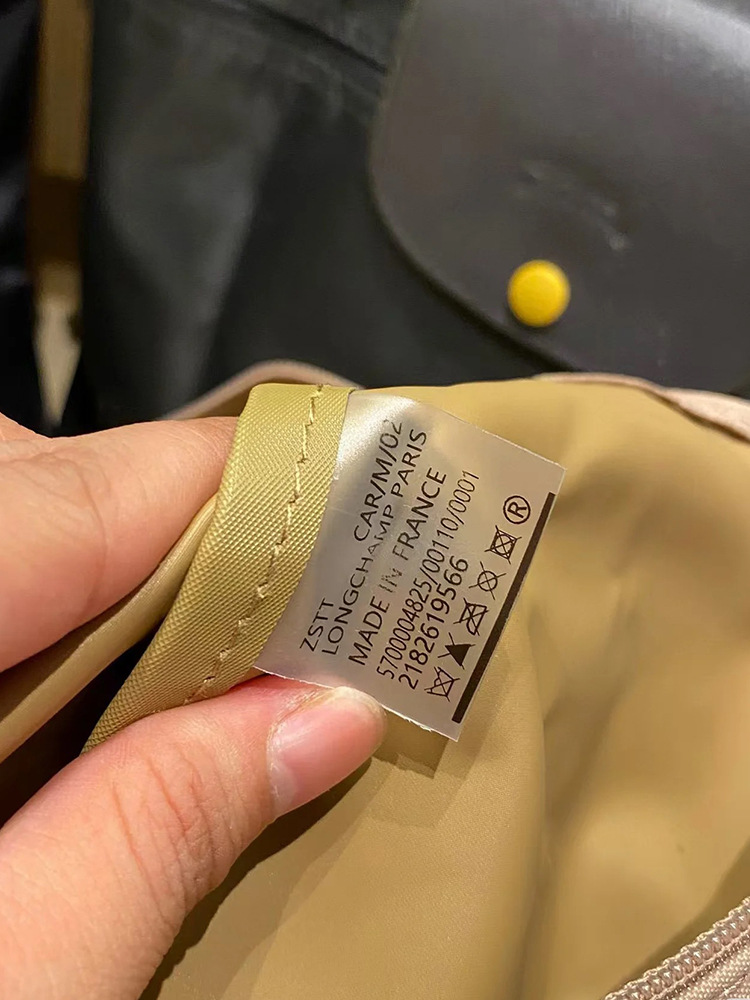 ZSTT CAR/M/02
LONGCHAMP PARIS
MADE IN FRANCE
5700004825/00110/0001
2182619566
®